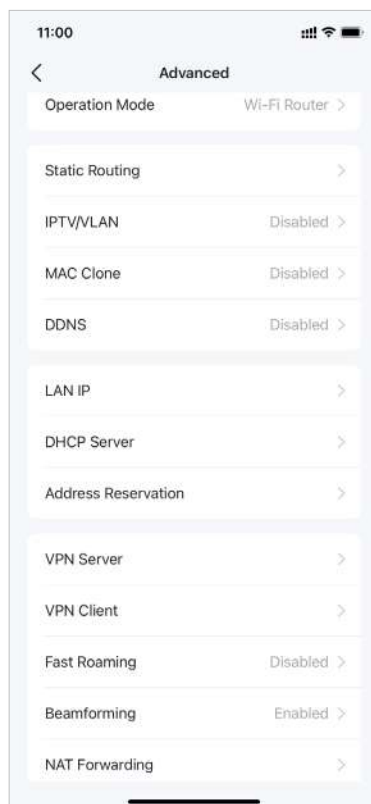 11:00
Advanced
Operation Mode Wi-Fi Router
Static Routing
IPTV/VLAN Disabled
MAC Clone Disabled
DDNS Disabled
LAN IP
DHCP Server
Address Reservation
VPN Server
VPN Client
Fast Roaming Disabled
Beamforming Enabled
NAT Forwarding